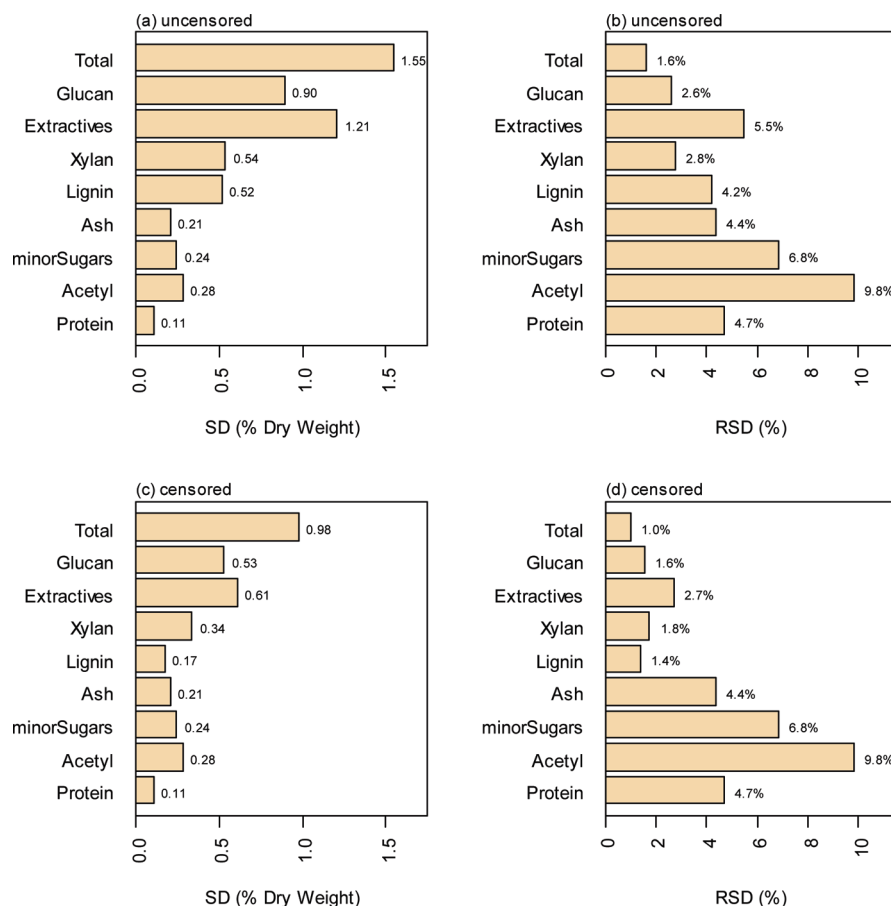 (a) uncensored
Total 1.55
Glucan 0.90
Extractives 1.21
Xylan 0.54
Lignin 0.52
Ash 0.21
minorSugars 0.24
Acetyl 0.28
Protein 0.11
0.0 0.5 1.0 1.5
SD (% Dry Weight)
(b) uncensored
Total 1.6%
Glucan 2.6%
Extractives 5.5%
Xylan 2.8%
Lignin 4.2%
Ash 4.4%
minorSugars 6.8%
Acetyl 9.8%
Protein 4.7%
0 2 4 6 8 10
RSD (%)
(c) censored
Total 0.98
Glucan 0.53
Extractives 0.61
Xylan 0.34
Lignin 0.17
Ash 0.21
minorSugars 0.24
Acetyl 0.28
Protein 0.11
0.0 0.5 1.0 1.5
SD (% Dry Weight)
(d) censored
Total 1.0%
Glucan 1.6%
Extractives 2.7%
Xylan 1.8%
Lignin 1.4%
Ash 4.4%
minorSugars 6.8%
Acetyl 9.8%
Protein 4.7%
0 2 4 6 8 10
RSD (%)